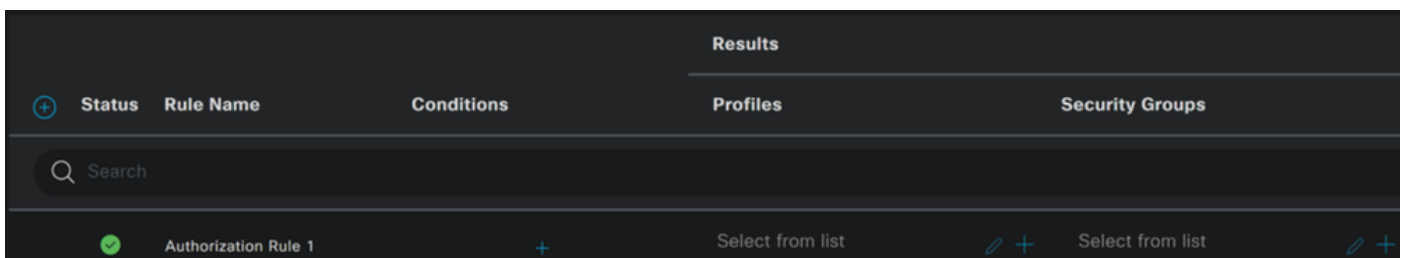 Results
Status Rule Name Conditions Profiles Security Groups
Search
Authorization Rule 1 Select from list Select from list